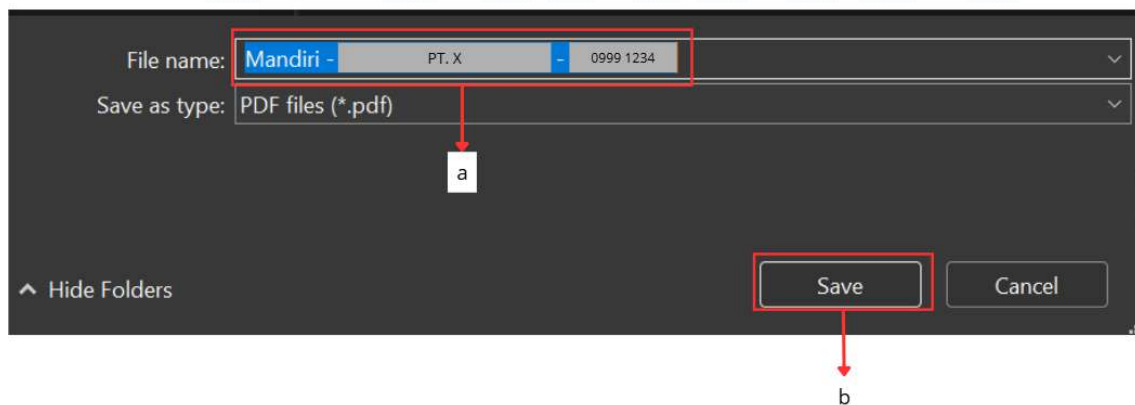 File name: Mandiri - PT. X - 0999 1234
Save as type: PDF files (*.pdf)
a
Hide Folders
Save Cancel
b